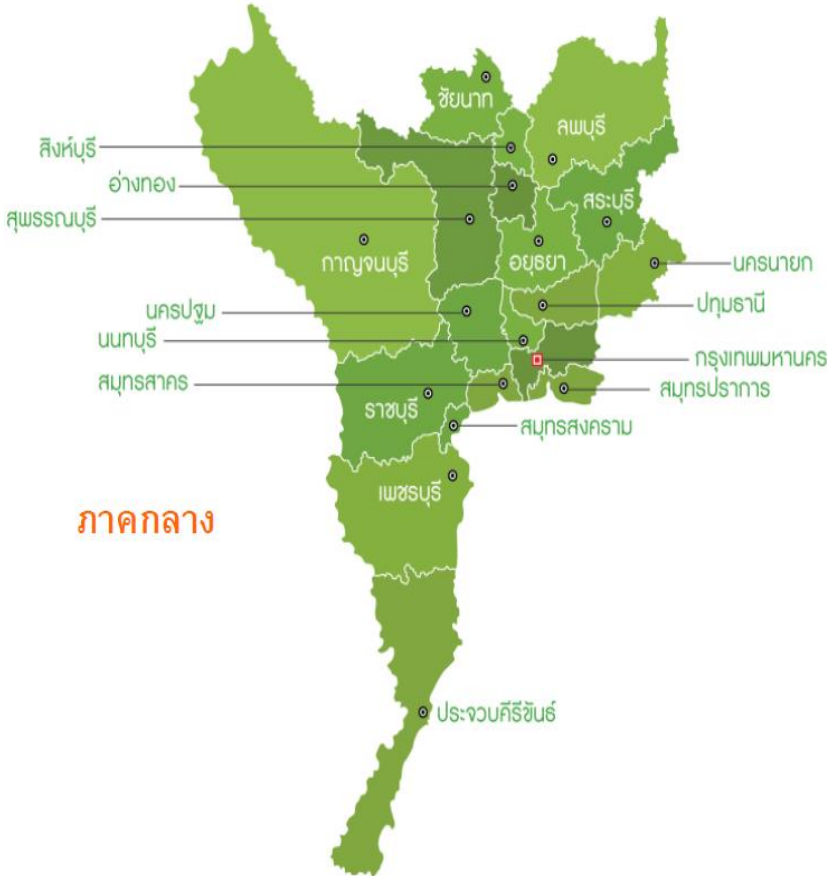 ชัยนาท
ลพบุรี
สิงห์บุรี
อ่างทอง
สระบุรี
สุพรรณบุรี
กาญจนบุรี
อยุธยา
นครนายก
นครปฐม
ปทุมธานี
นนทบุรี
กรุงเทพมหานคร
สมุทรสาคร
สมุทรปราการ
ราชบุรี
สมุทรสงคราม
เพชรบุรี
ภาคกลาง
ประจวบคีรีขันธ์